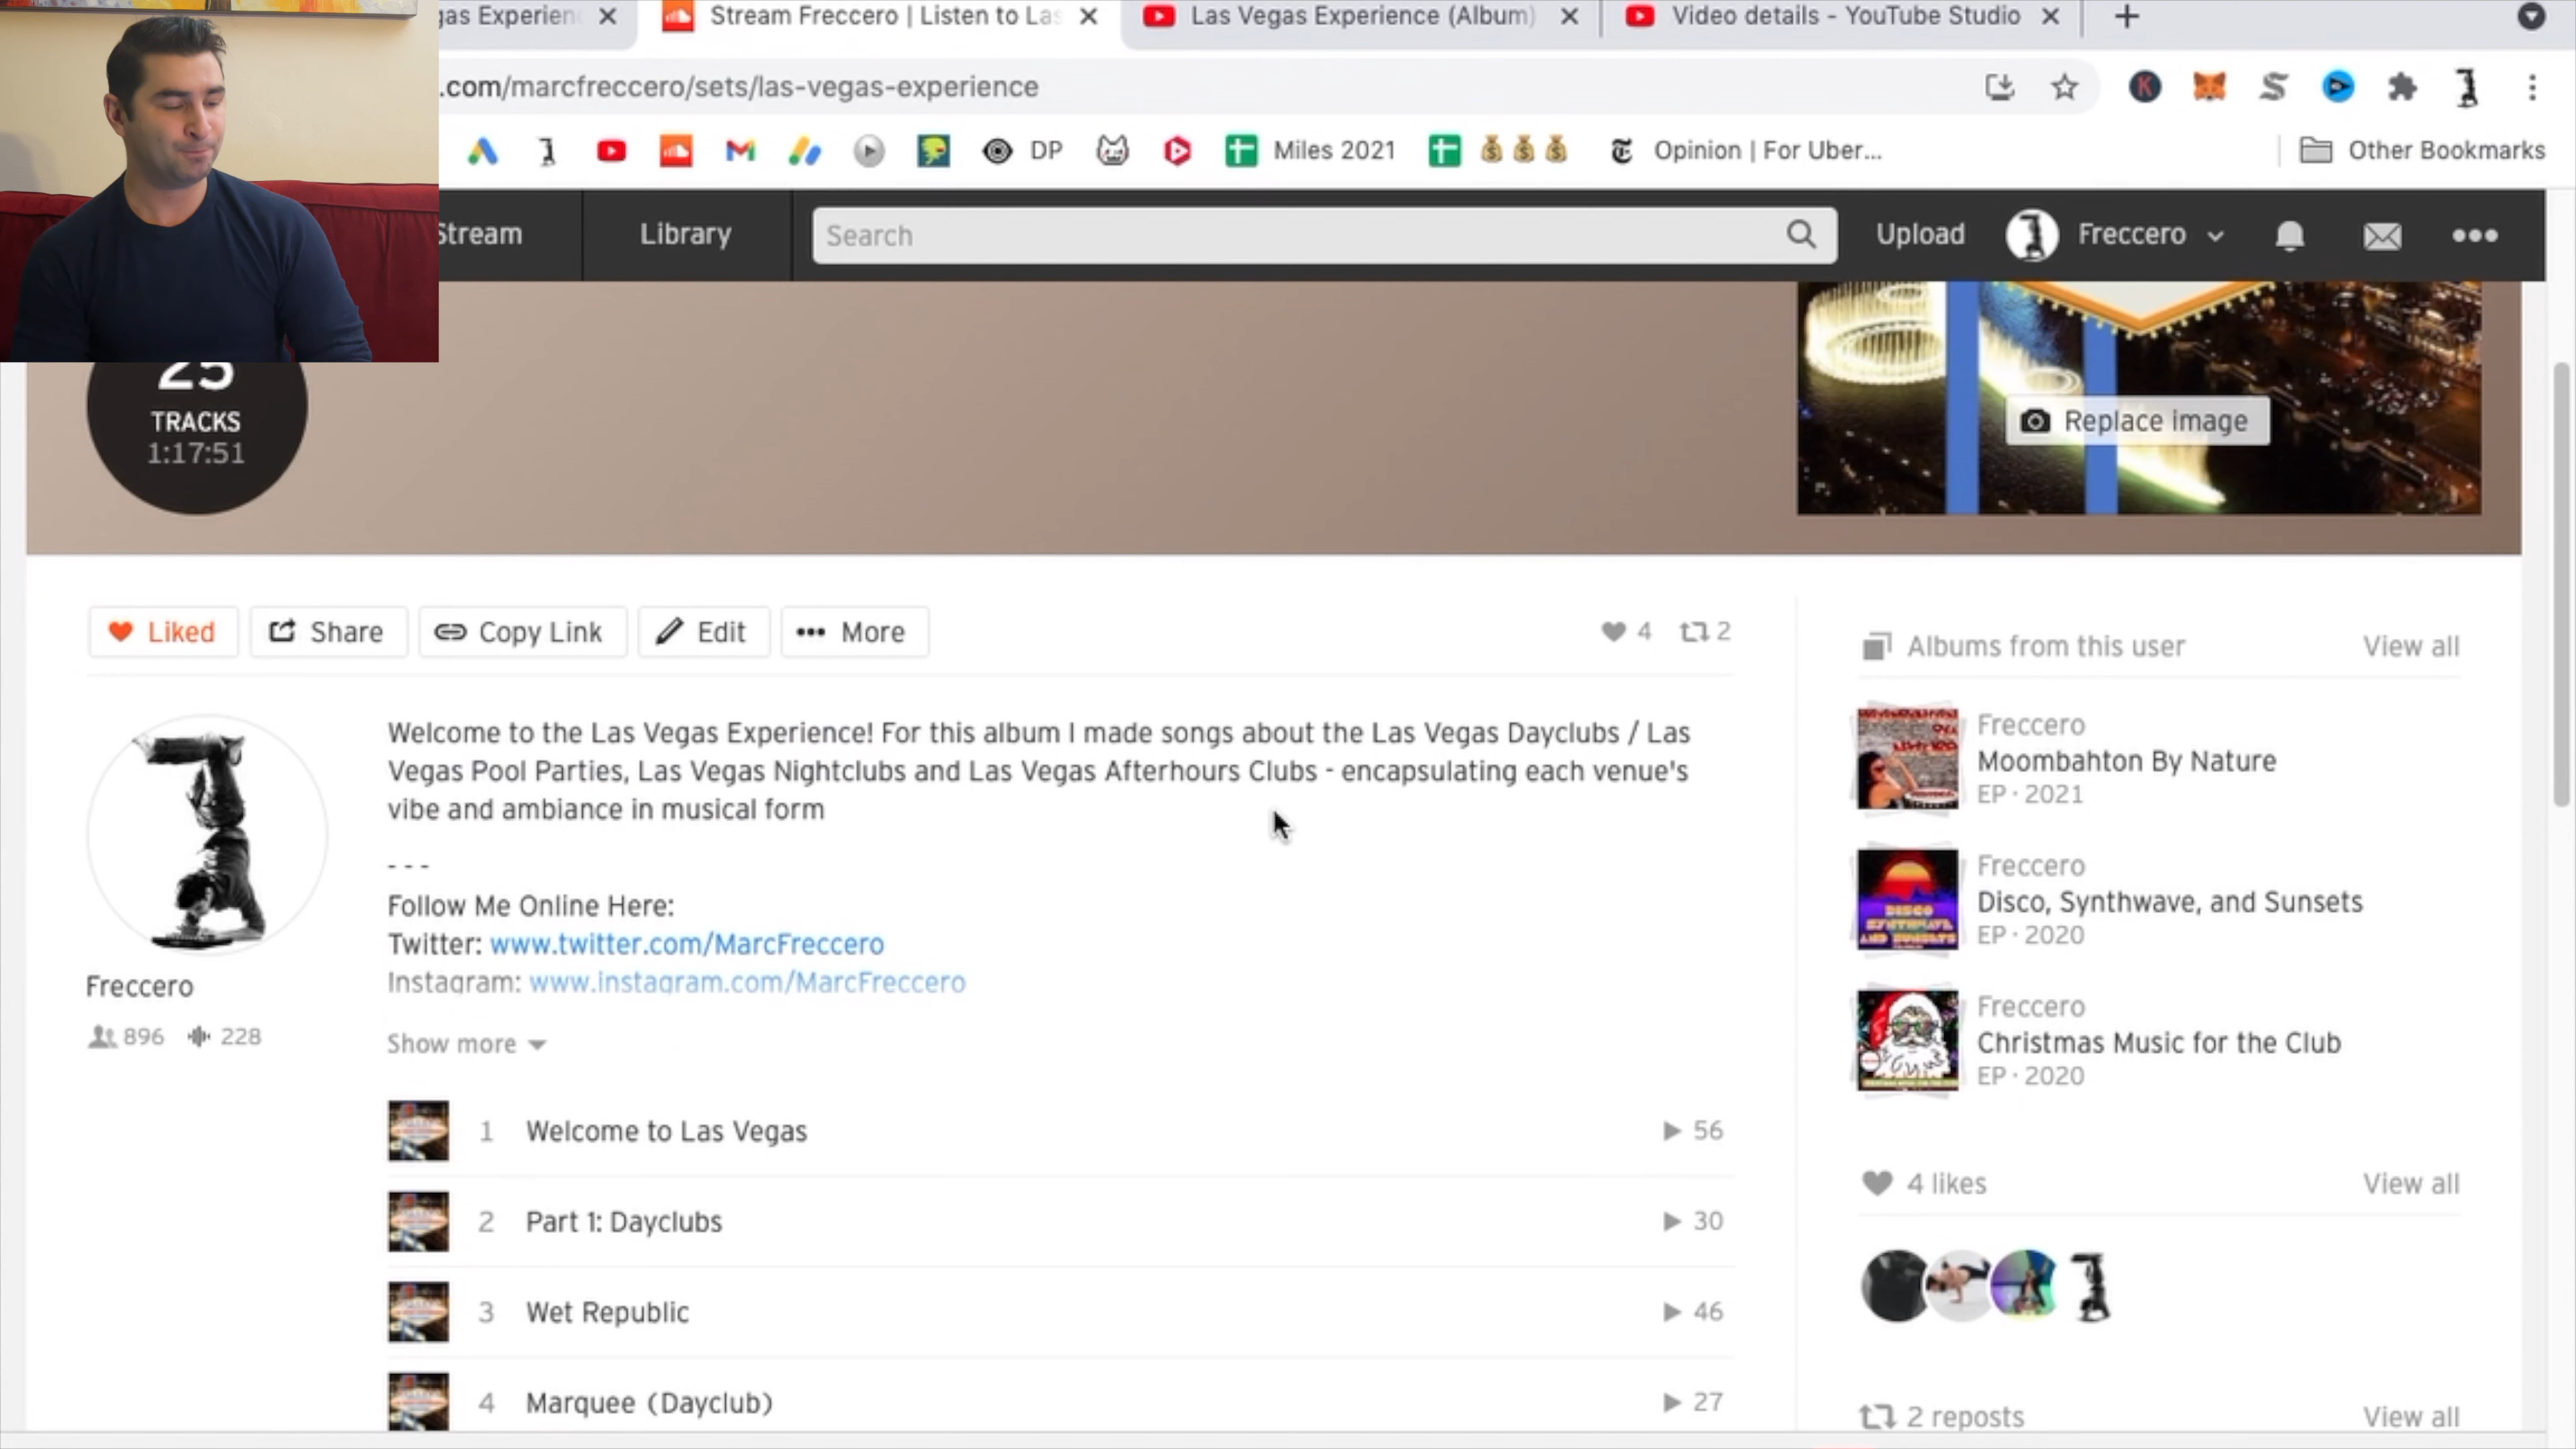 gas Experien
Stream Freccero | Listen to Las
Las Vegas Experience (Album)
Video details - YouTube Studio
.com/marcfreccero/sets/las-vegas-experience
DP
Miles 2021
Opinion | For Uber...
Other Bookmarks
Stream
Library
Search
Upload
Freccero
25
TRACKS
1:17:51
Replace image
Liked
Share
Copy Link
Edit
More
4
2
Albums from this user
View all
Welcome to the Las Vegas Experience! For this album I made songs about the Las Vegas Dayclubs / Las
Vegas Pool Parties, Las Vegas Nightclubs and Las Vegas Afterhours Clubs - encapsulating each venue's
vibe and ambiance in musical form
- - -
Follow Me Online Here:
Twitter: www.twitter.com/MarcFreccero
Instagram: www.instagram.com/MarcFreccero
Show more
Freccero
896
228
Freccero
Moombahton By Nature
EP · 2021
Freccero
Disco, Synthwave, and Sunsets
EP · 2020
DISCO
SYNTHWAVE
AND SUNSETS
Freccero
Christmas Music for the Club
EP · 2020
1 Welcome to Las Vegas 56
2 Part 1: Dayclubs 30
3 Wet Republic 46
4 Marquee (Dayclub) 27
4 likes
View all
2 reposts
View all